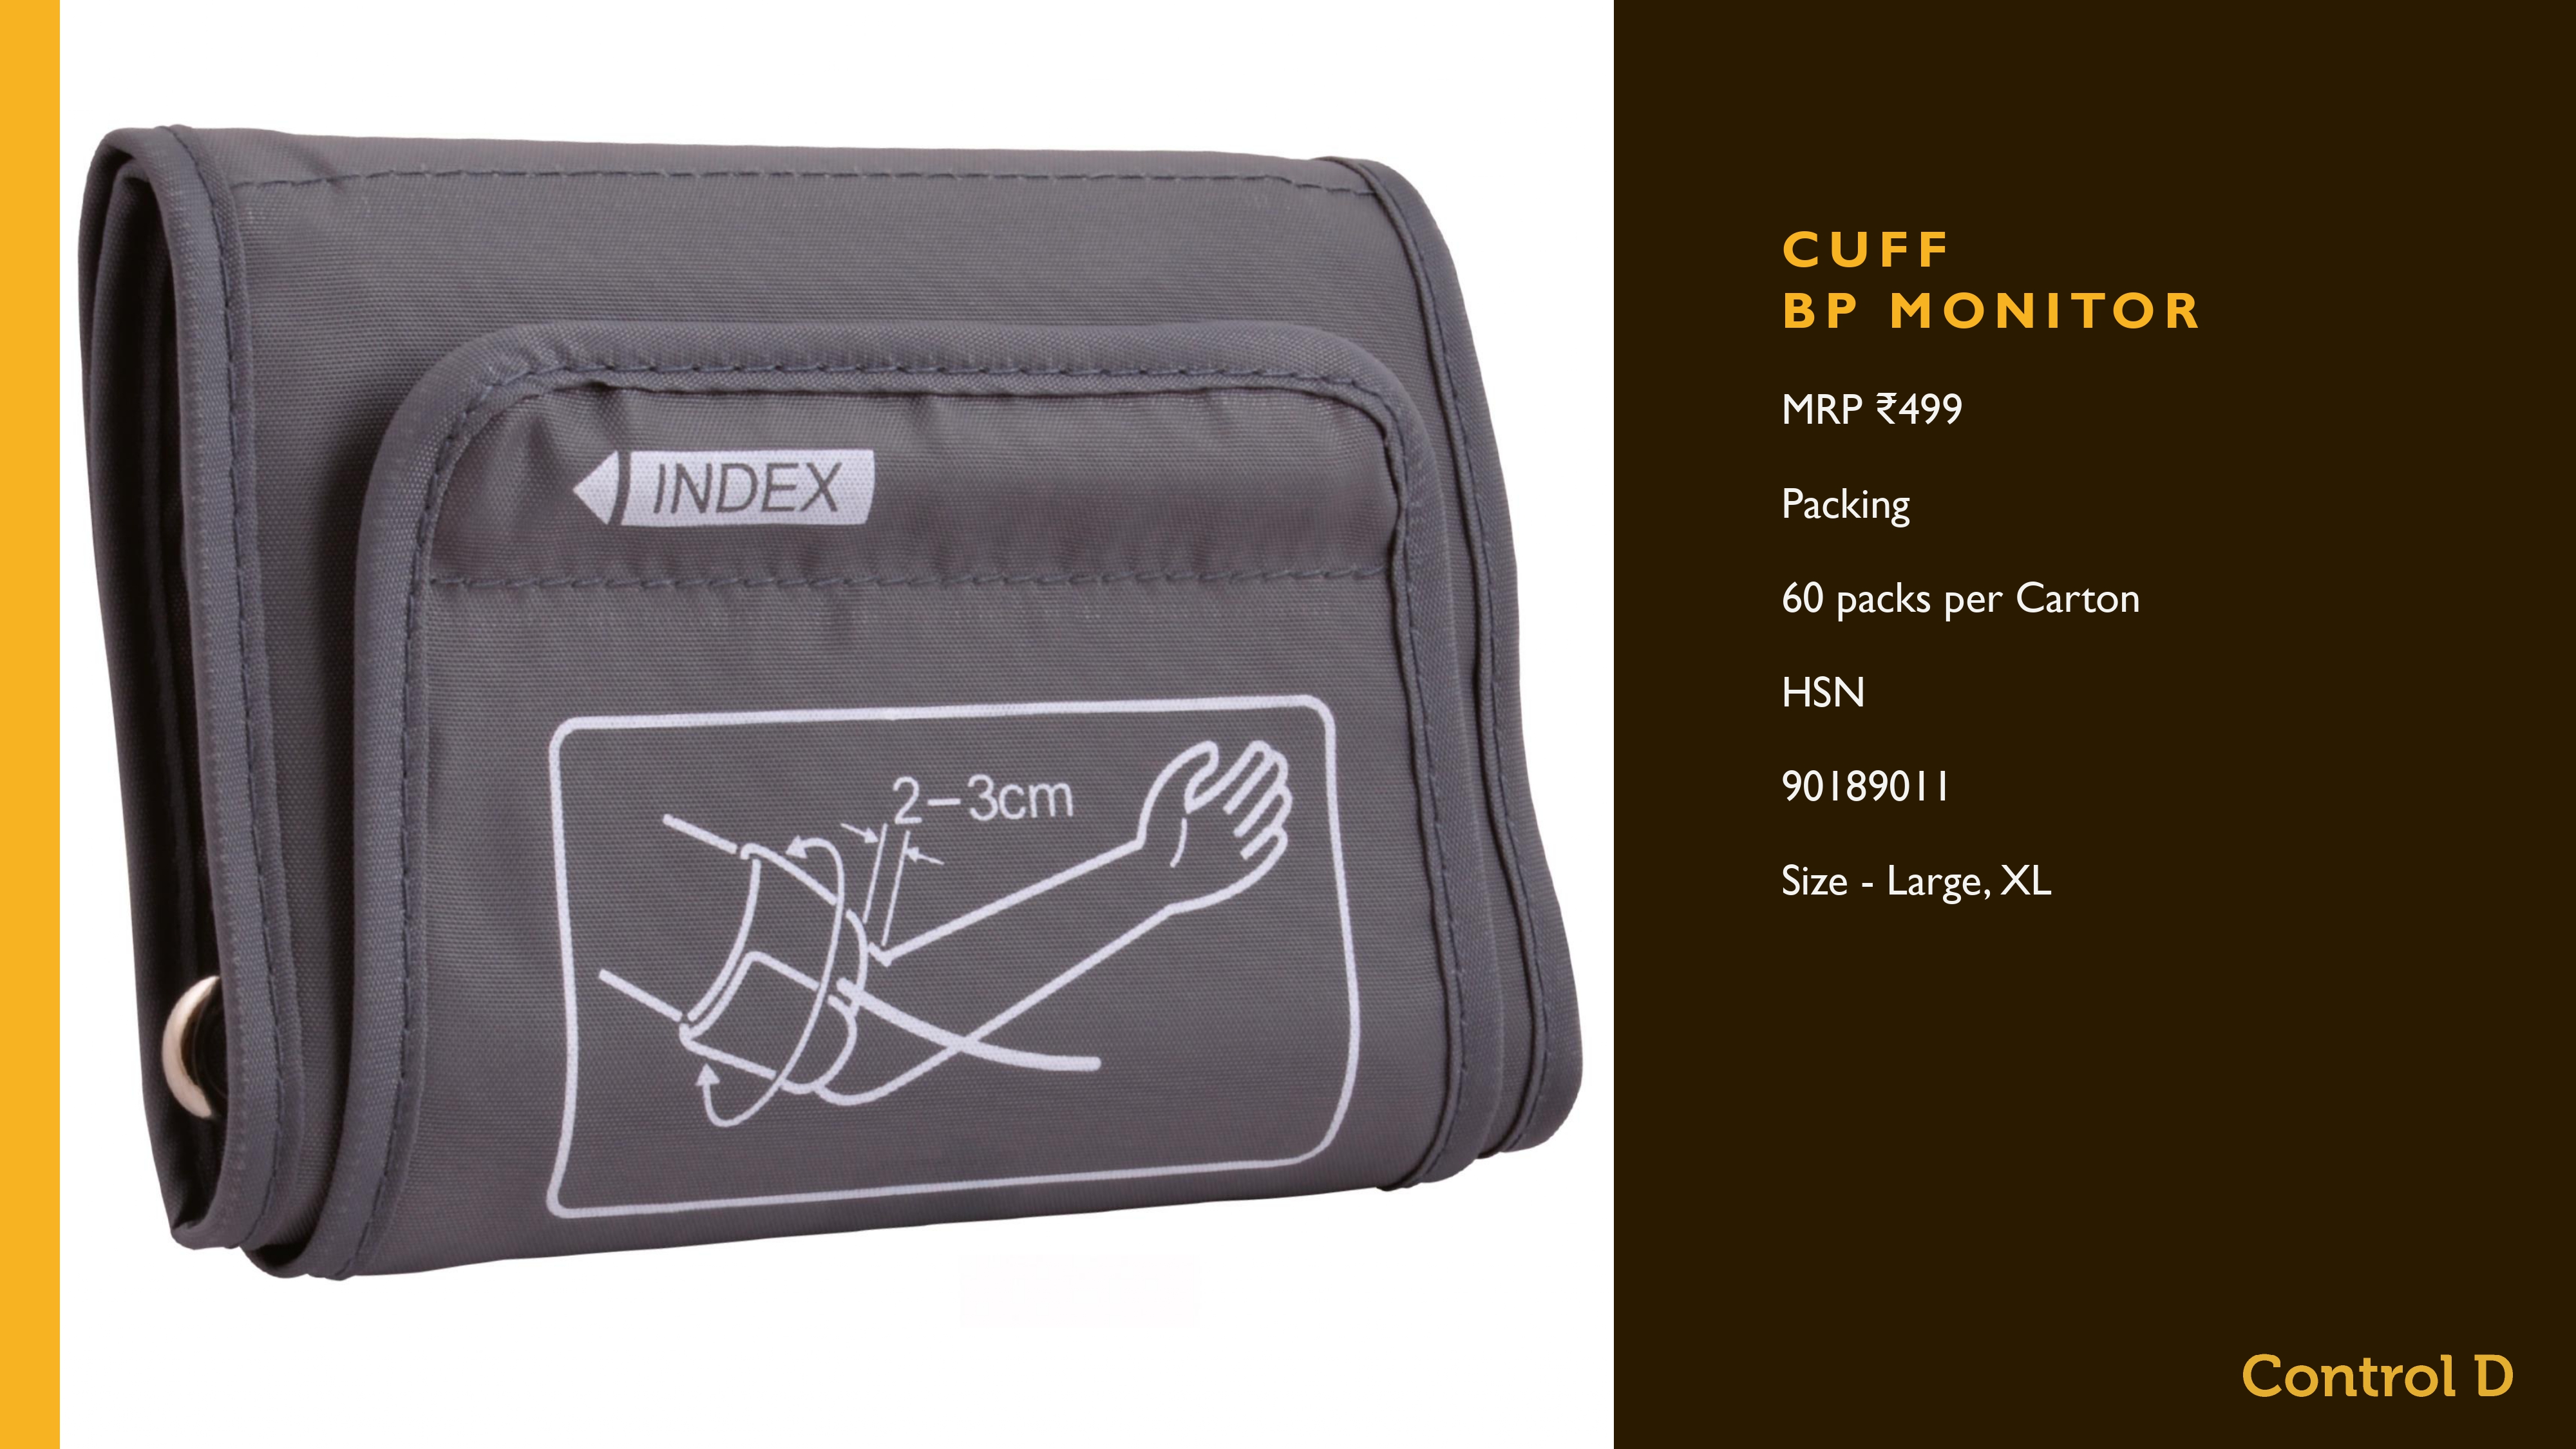 INDEX
2-3cm
CUFF
BP MONITOR
MRP ₹499
Packing
60 packs per Carton
HSN
90189011
Size - Large, XL
Control D